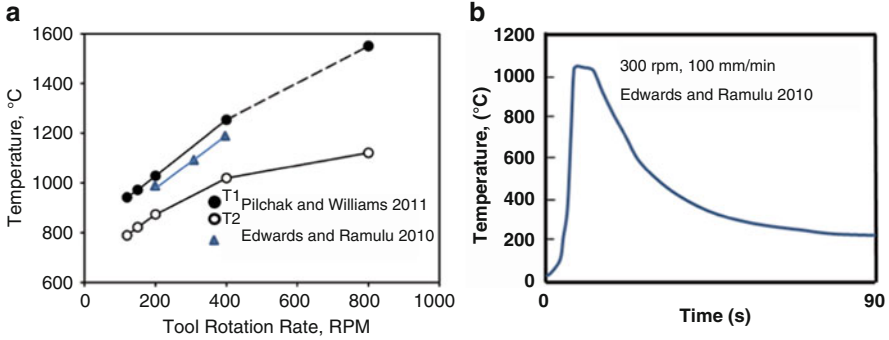 a
1600
1400
1200
1000
800
600
0
200
400
600
800
1000
Temperature, °C
Tool Rotation Rate, RPM
T1
Pilchak and Williams 2011
T2
Edwards and Ramulu 2010
b
1200
1000
800
600
400
200
0
0
90
Temperature, (°C)
Time (s)
300 rpm, 100 mm/min
Edwards and Ramulu 2010